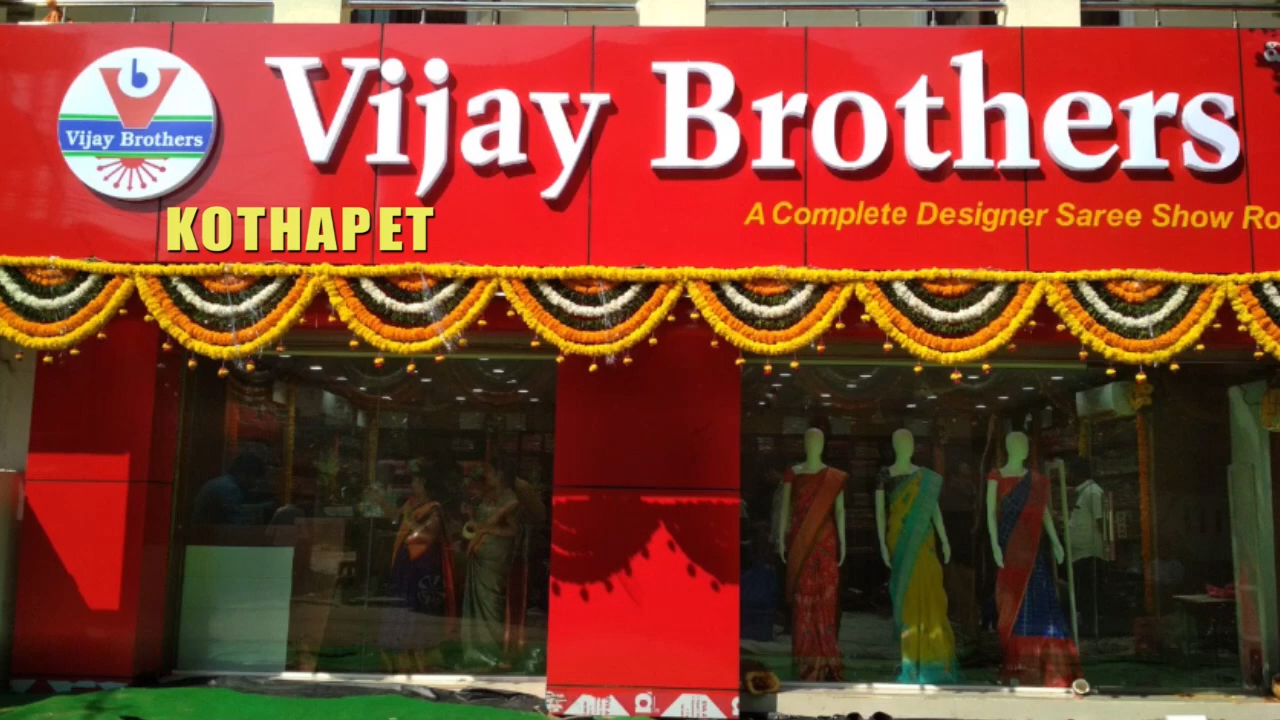 b
Vijay Brothers
Vijay Brothers
KOTHAPET
A Complete Designer Saree Show Ro